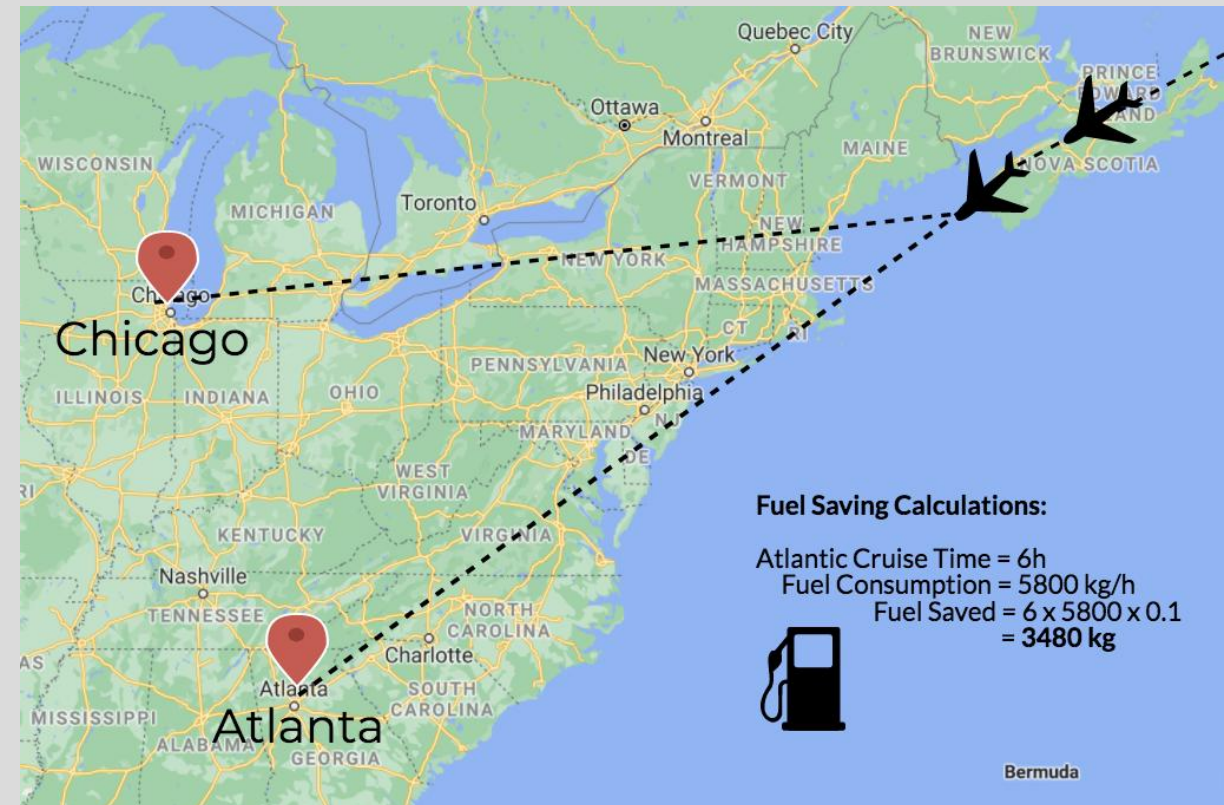 Quebec City
NEW
BRUNSWICK
PRINCE
EDWARD
ISLAND
Ottawa
Montreal
MAINE
NOVA SCOTIA
WISCONSIN
VERMONT
Toronto
MICHIGAN
NEW
HAMPSHIRE
NEW YORK
MASSACHUSETTS
Chicago
Chicago
CT
RI
New York
PENNSYLVANIA
ILLINOIS
INDIANA
OHIO
Philadelphia
NJ
MARYLAND
DE
WEST
VIRGINIA
Fuel Saving Calculations:
KENTUCKY
VIRGINIA
Atlantic Cruise Time = 6h
Fuel Consumption = 5800 kg/h
Fuel Saved = 6 x 5800 x 0.1
= 3480 kg
Nashville
TENNESSEE
NORTH
CAROLINA
Charlotte
Atlanta
SOUTH
CAROLINA
MISSISSIPPI
Atlanta
ALABAMA
GEORGIA
Bermuda